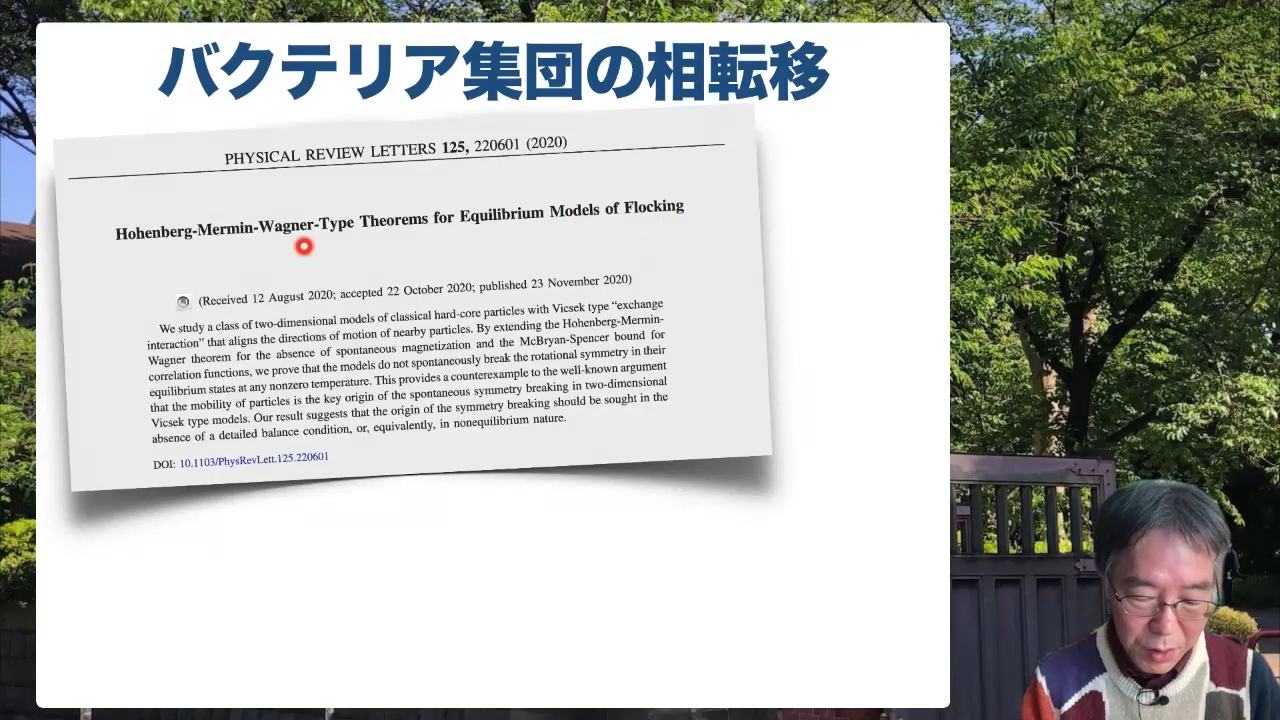 バクテリア集団の相転移
PHYSICAL REVIEW LETTERS 125, 220601 (2020)
Hohenberg-Mermin-Wagner-Type Theorems for Equilibrium Models of Flocking
(Received 12 August 2020; accepted 22 October 2020; published 23 November 2020)
We study a class of two-dimensional models of classical hard-core particles with Vicsek type “exchange
interaction” that aligns the directions of motion of nearby particles. By extending the Hohenberg-Mermin-
Wagner theorem for the absence of spontaneous magnetization and the McBryan-Spencer bound for
correlation functions, we prove that the models do not spontaneously break the rotational symmetry in their
equilibrium states at any nonzero temperature. This provides a counterexample to the well-known argument
that the mobility of particles is the key origin of the spontaneous symmetry breaking in two-dimensional
Vicsek type models. Our result suggests that the origin of the symmetry breaking should be sought in the
absence of a detailed balance condition, or, equivalently, in nonequilibrium nature.
DOI: 10.1103/PhysRevLett.125.220601